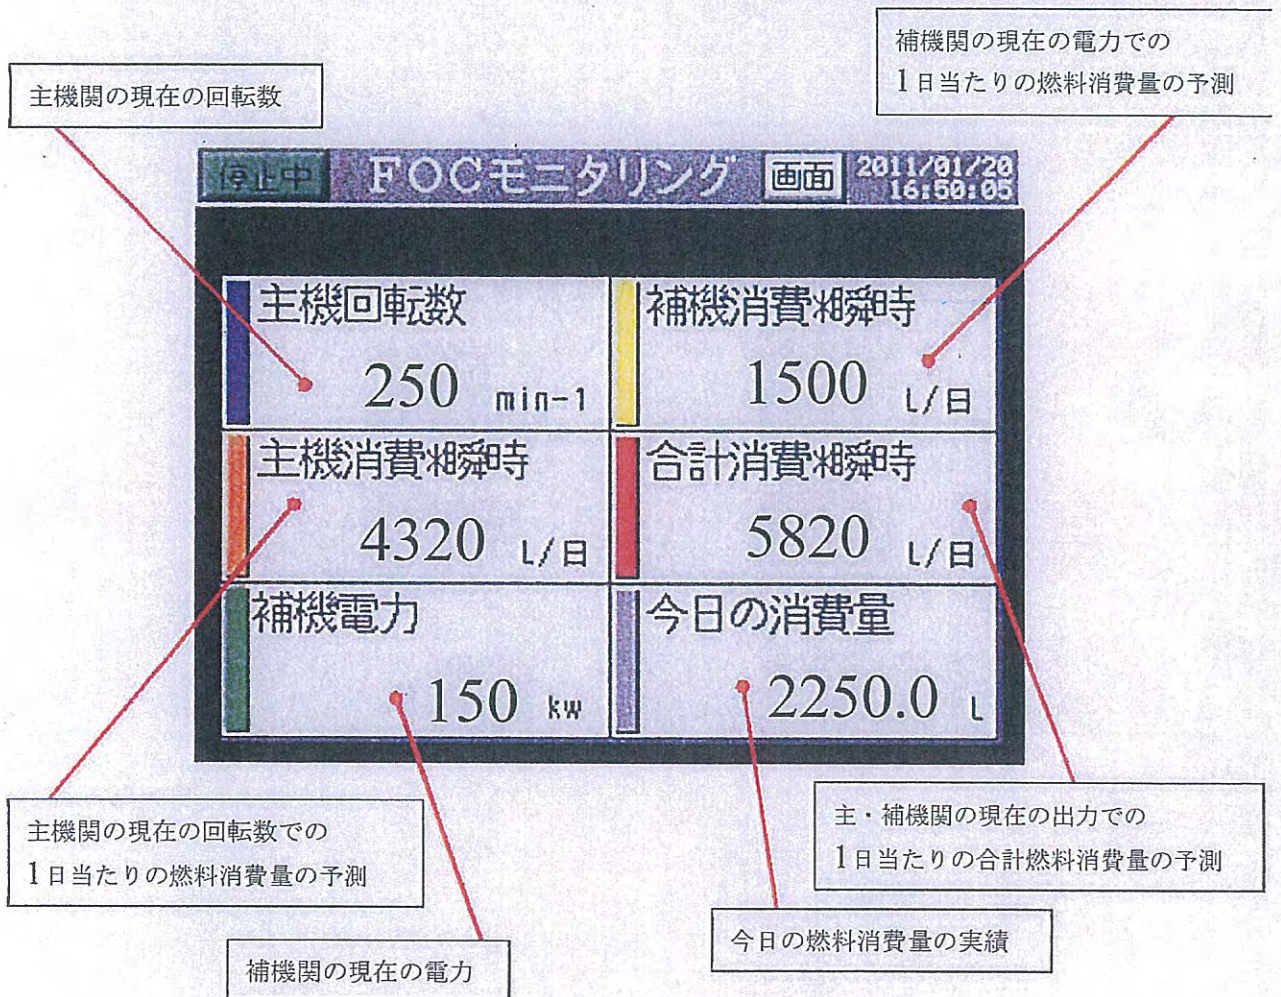 補機関の現在の電力での
1日当たりの燃料消費量の予測
主機関の現在の回転数
停止中 FOCモニタリング 画面 2011/01/20
16:50:05
主機回転数
250 min-1
補機消費※瞬時
1500 L/日
主機消費※瞬時
4320 L/日
合計消費※瞬時
5820 L/日
補機電力
150 kw
今日の消費量
2250.0 L
主機関の現在の回転数での
1日当たりの燃料消費量の予測
主・補機関の現在の出力での
1日当たりの合計燃料消費量の予測
今日の燃料消費量の実績
補機関の現在の電力